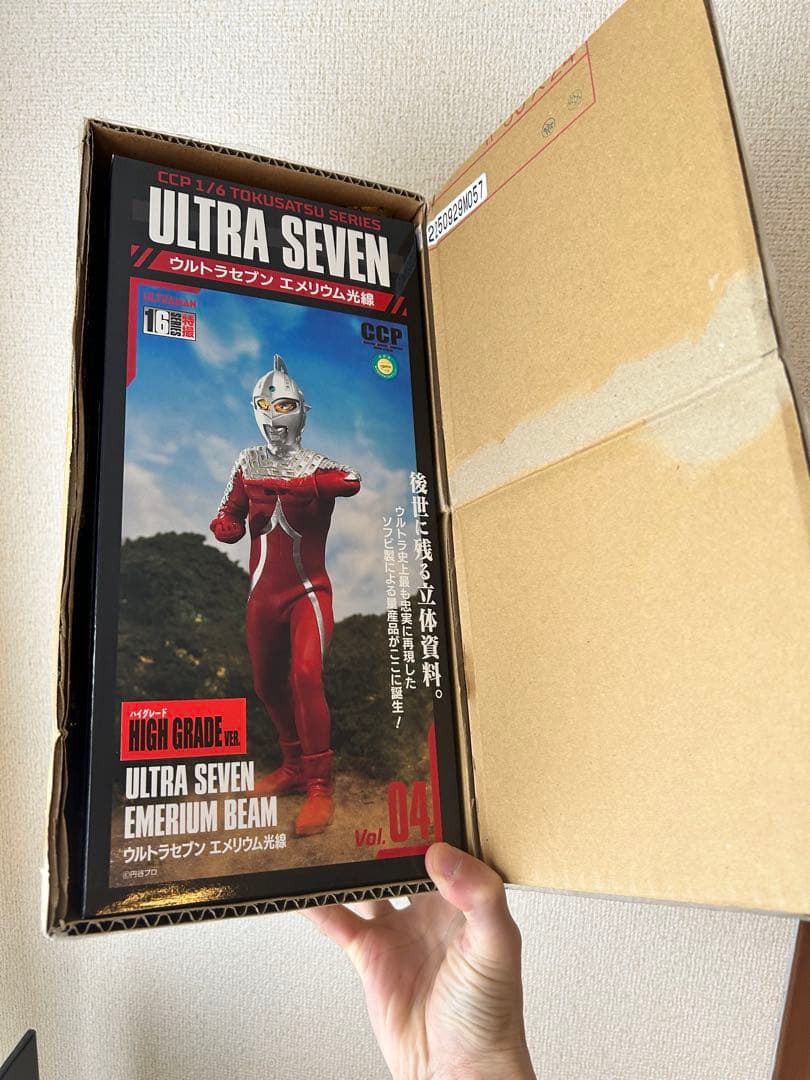 CCP 1/6 TOKUSATSU SERIES
ULTRA SEVEN
ウルトラセブン エメリウム光線
ULTRAMAN
1/6 SERIES 特撮
CCP
後世に残る立体資料。
ウルトラ史上最も忠実に再現した
ソフビ製による量産品がここに誕生!
ハイグレード
HIGH GRADE VER.
ULTRA SEVEN
EMERIUM BEAM
ウルトラセブン エメリウム光線
Vol. 04
©円谷プロ
2250929M057